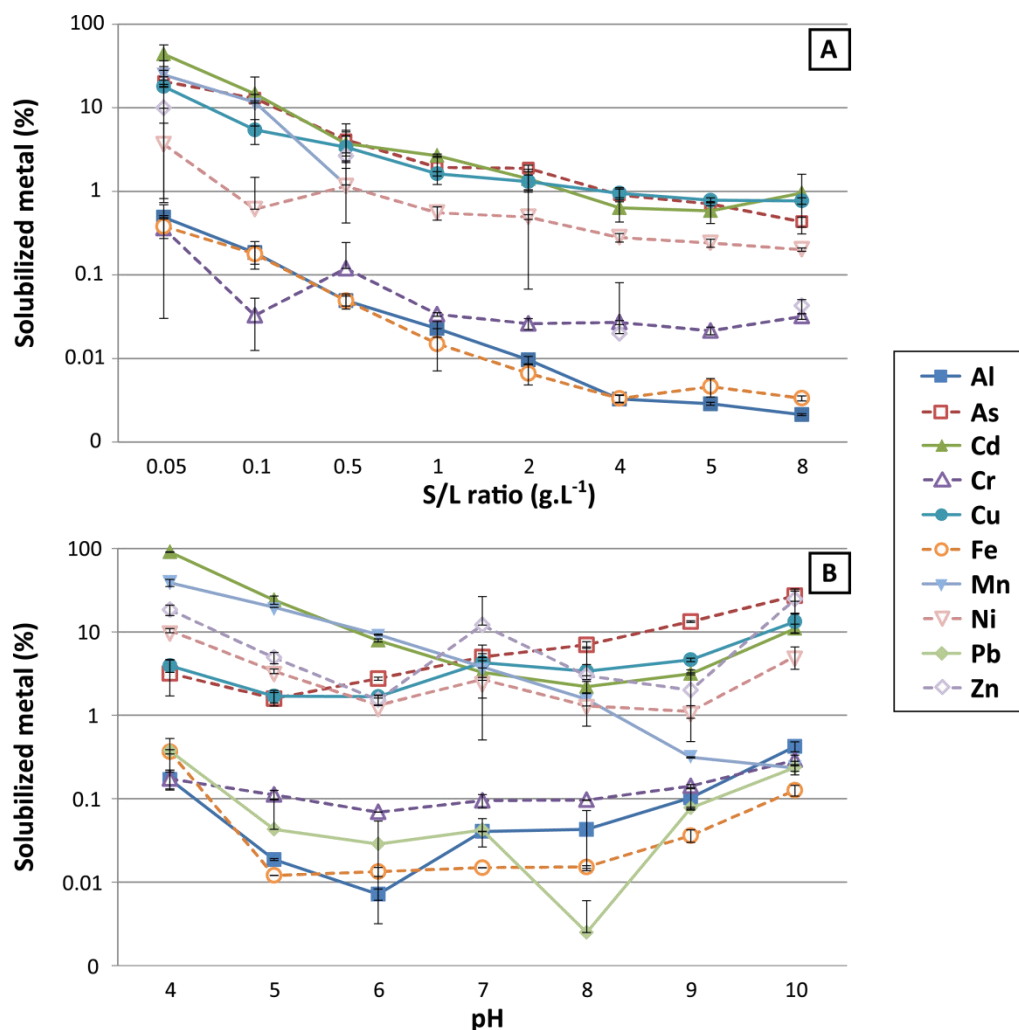 A
Solubilized metal (%)
100
10
1
0.1
0.01
0
0.05 0.1 0.5 1 2 4 5 8
S/L ratio (g.L⁻¹)
B
Solubilized metal (%)
100
10
1
0.1
0.01
0
4 5 6 7 8 9 10
pH
Al
As
Cd
Cr
Cu
Fe
Mn
Ni
Pb
Zn